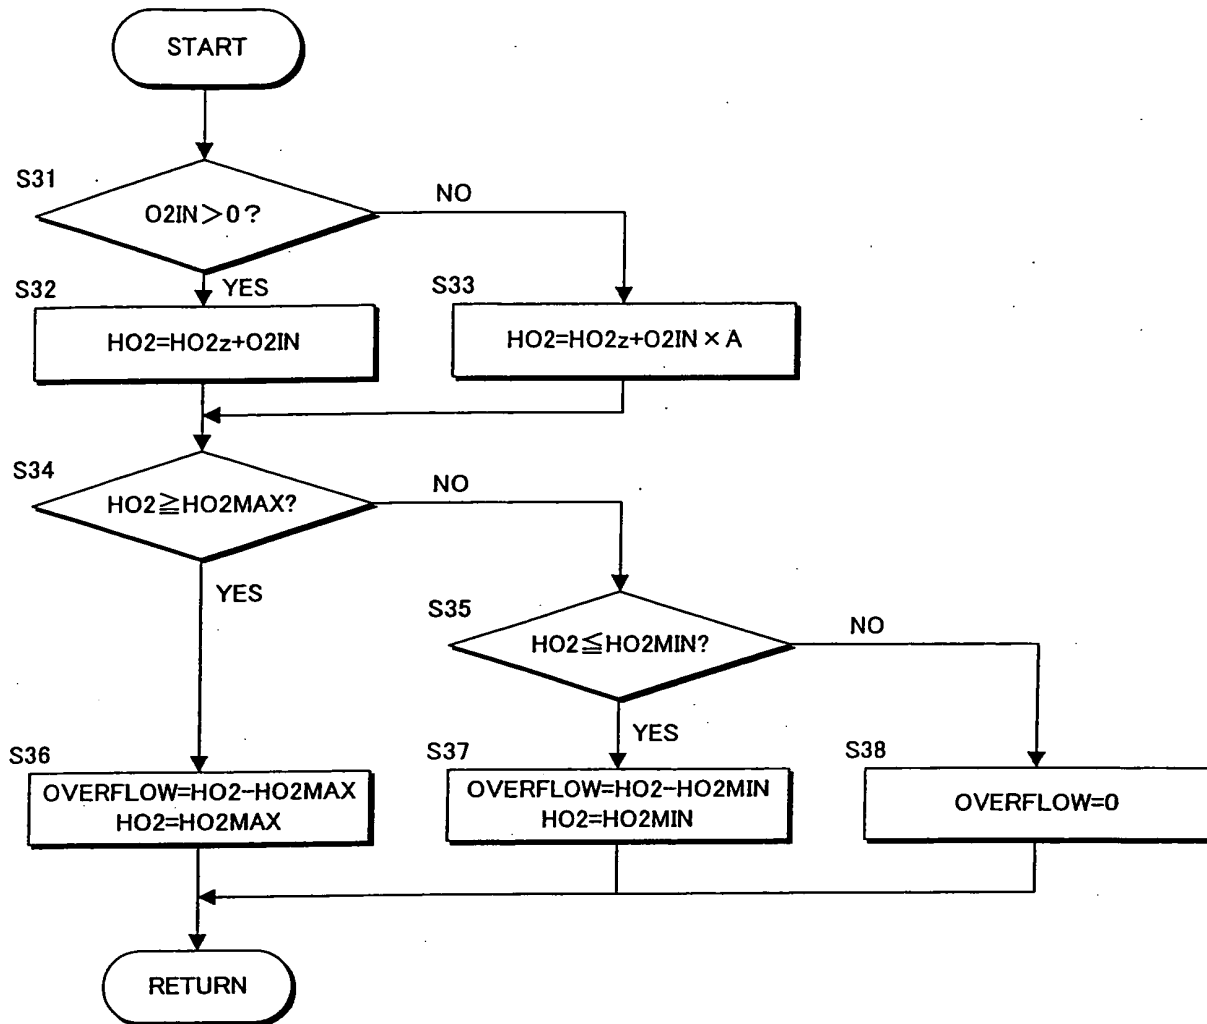 START
S31
O2IN>0?
NO
YES
S32
HO2=HO2z+O2IN
S33
HO2=HO2z+O2IN×A
S34
HO2≧HO2MAX?
NO
YES
S35
HO2≦HO2MIN?
NO
YES
S36
OVERFLOW=HO2-HO2MAX
HO2=HO2MAX
S37
OVERFLOW=HO2-HO2MIN
HO2=HO2MIN
S38
OVERFLOW=0
RETURN